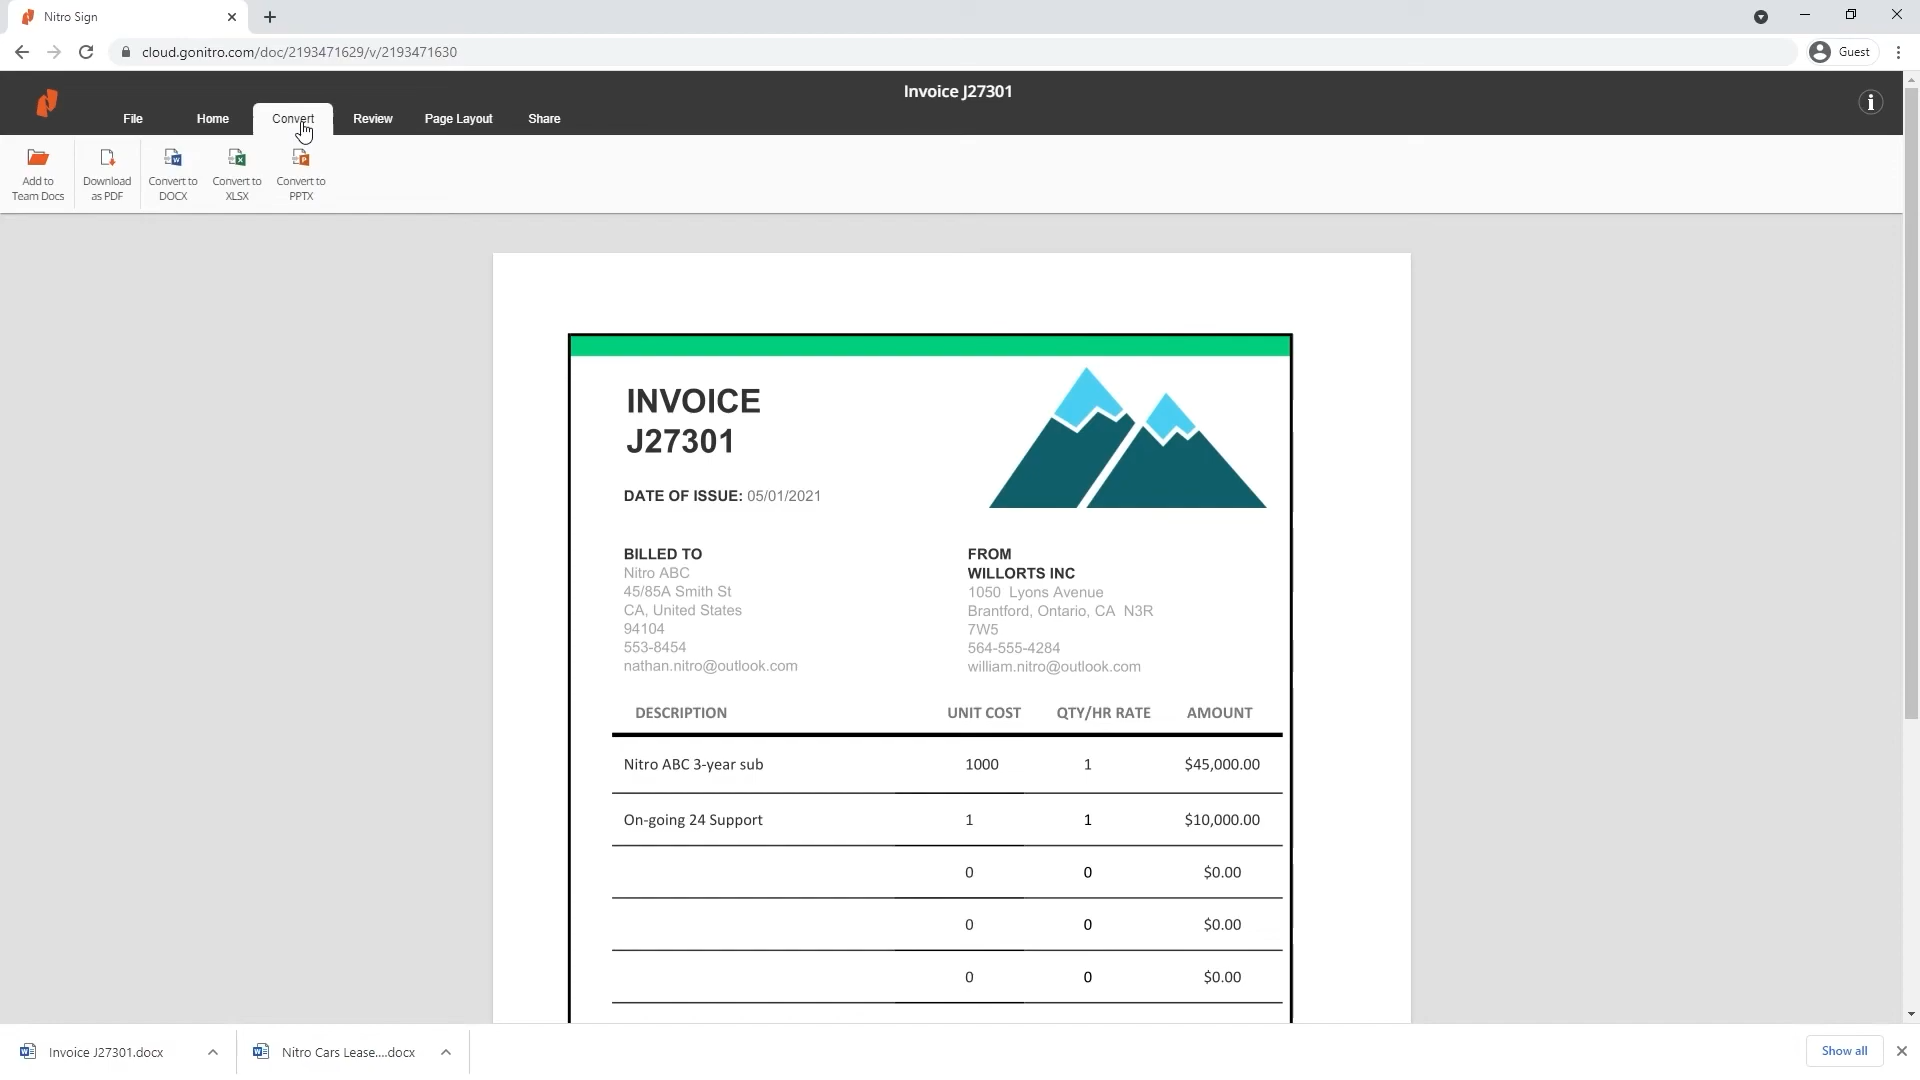 Nitro Sign
cloud.gonitro.com/doc/2193471629/v/2193471630
Guest
Invoice J27301
File Home Convert Review Page Layout Share
Add to Team Docs
Download as PDF
Convert to DOCX
Convert to XLSX
Convert to PPTX
INVOICE
J27301
DATE OF ISSUE: 05/01/2021
BILLED TO
Nitro ABC
45/85A Smith St
CA, United States
94104
553-8454
nathan.nitro@outlook.com
FROM
WILLORTS INC
1050 Lyons Avenue
Brantford, Ontario, CA N3R
7W5
564-555-4284
william.nitro@outlook.com
DESCRIPTION UNIT COST QTY/HR RATE AMOUNT
Nitro ABC 3-year sub 1000 1 $45,000.00
On-going 24 Support 1 1 $10,000.00
0 0 $0.00
0 0 $0.00
0 0 $0.00
Invoice J27301.docx
Nitro Cars Lease....docx
Show all